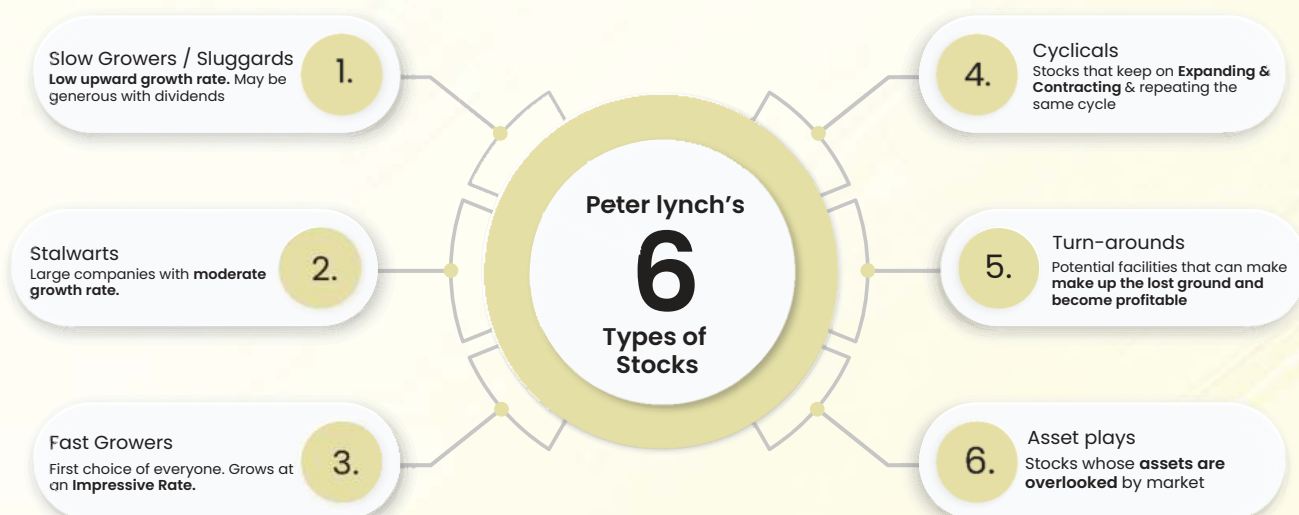 Slow Growers / Sluggards
Low upward growth rate. May be
generous with dividends
1.
Stalwarts
Large companies with moderate
growth rate.
2.
Fast Growers
First choice of everyone. Grows at
an Impressive Rate.
3.
Peter lynch's
6
Types of
Stocks
4.
Cyclicals
Stocks that keep on Expanding &
Contracting & repeating the
same cycle
5.
Turn-arounds
Potential facilities that can make
make up the lost ground and
become profitable
6.
Asset plays
Stocks whose assets are
overlooked by market